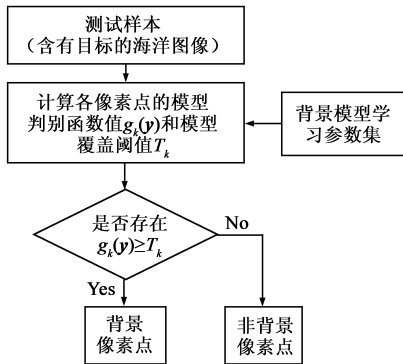 测试样本
（含有目标的海洋图像）
计算各像素点的模型
判别函数值gₖ(y)和模型
覆盖阈值Tₖ
背景模型学
习参数集
是否存在
gₖ(y)≥Tₖ
No
Yes
背景
像素点
非背景
像素点